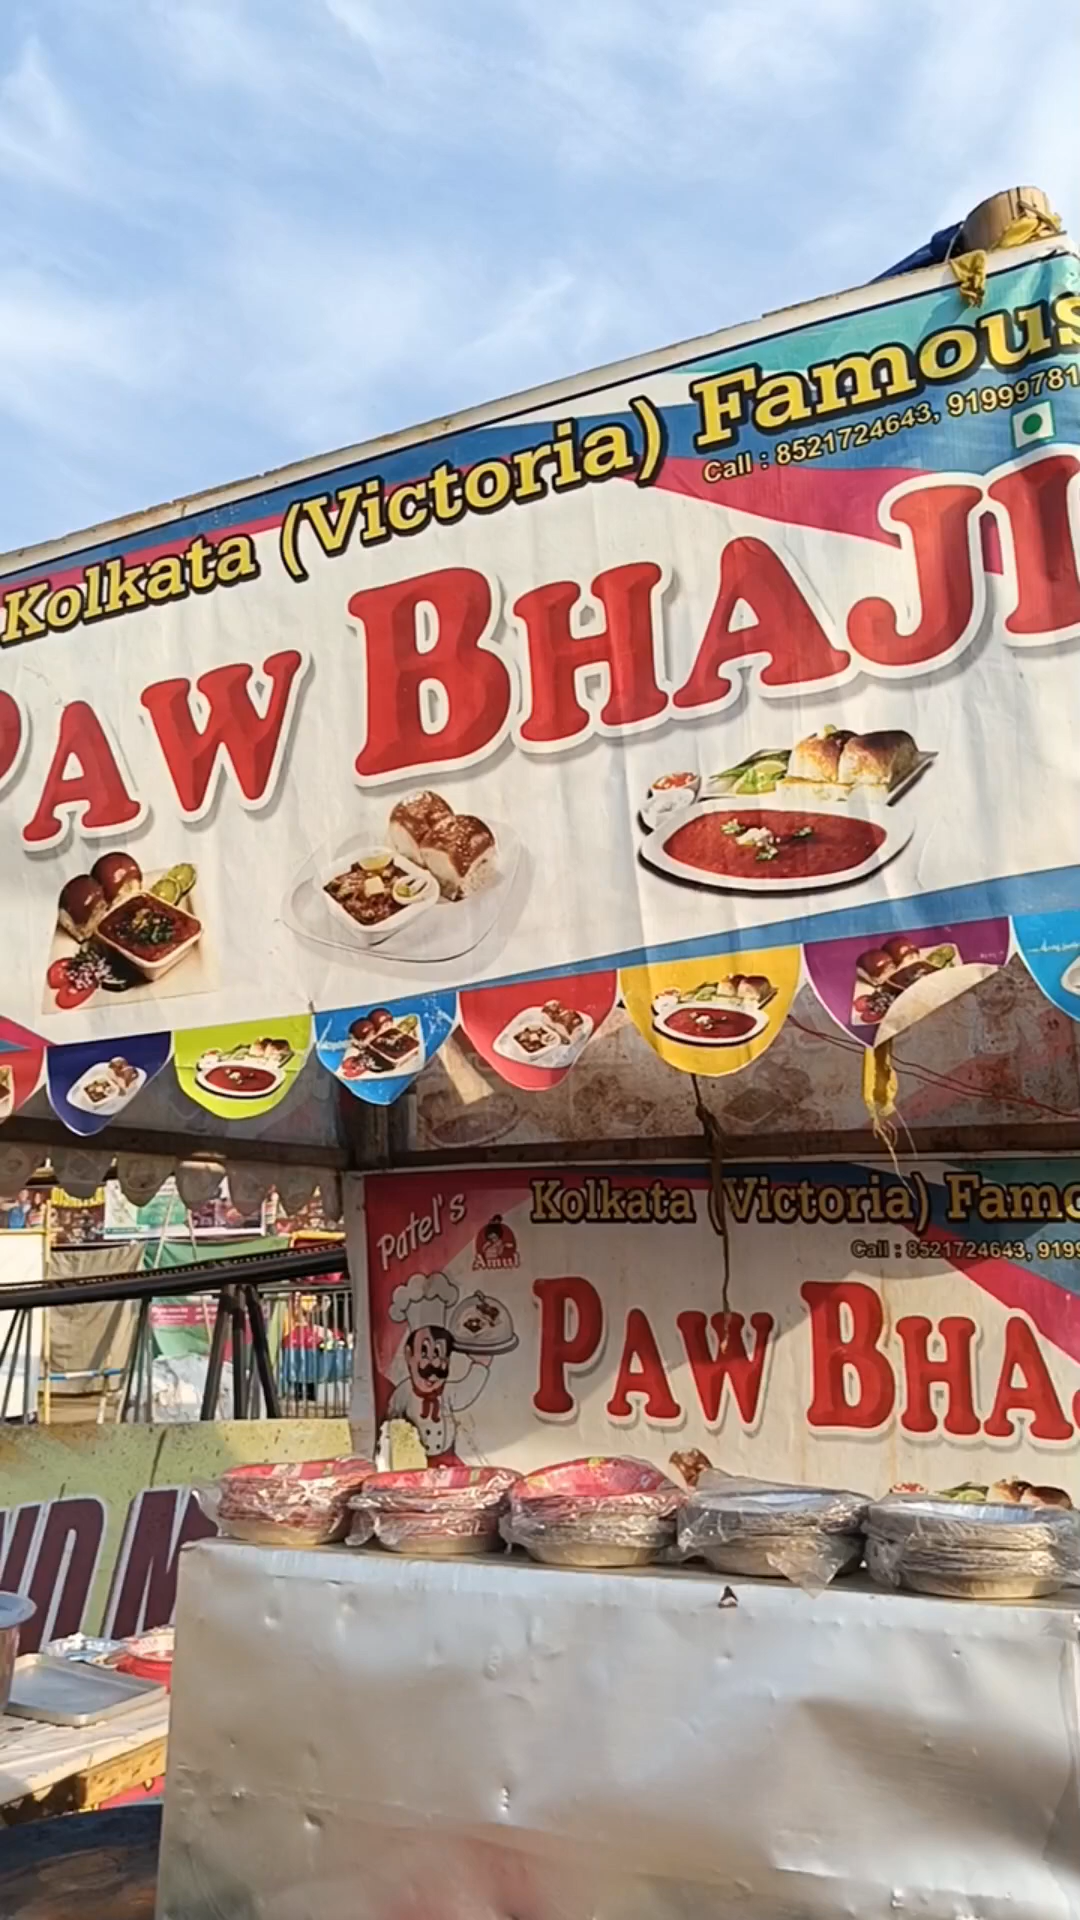 Kolkata (Victoria) Famous
Call : 8521724643, 91999781
PAW BHAJI
Patel's
Amul
Kolkata (Victoria) Famo
Call : 8521724643, 9199
PAW BHA